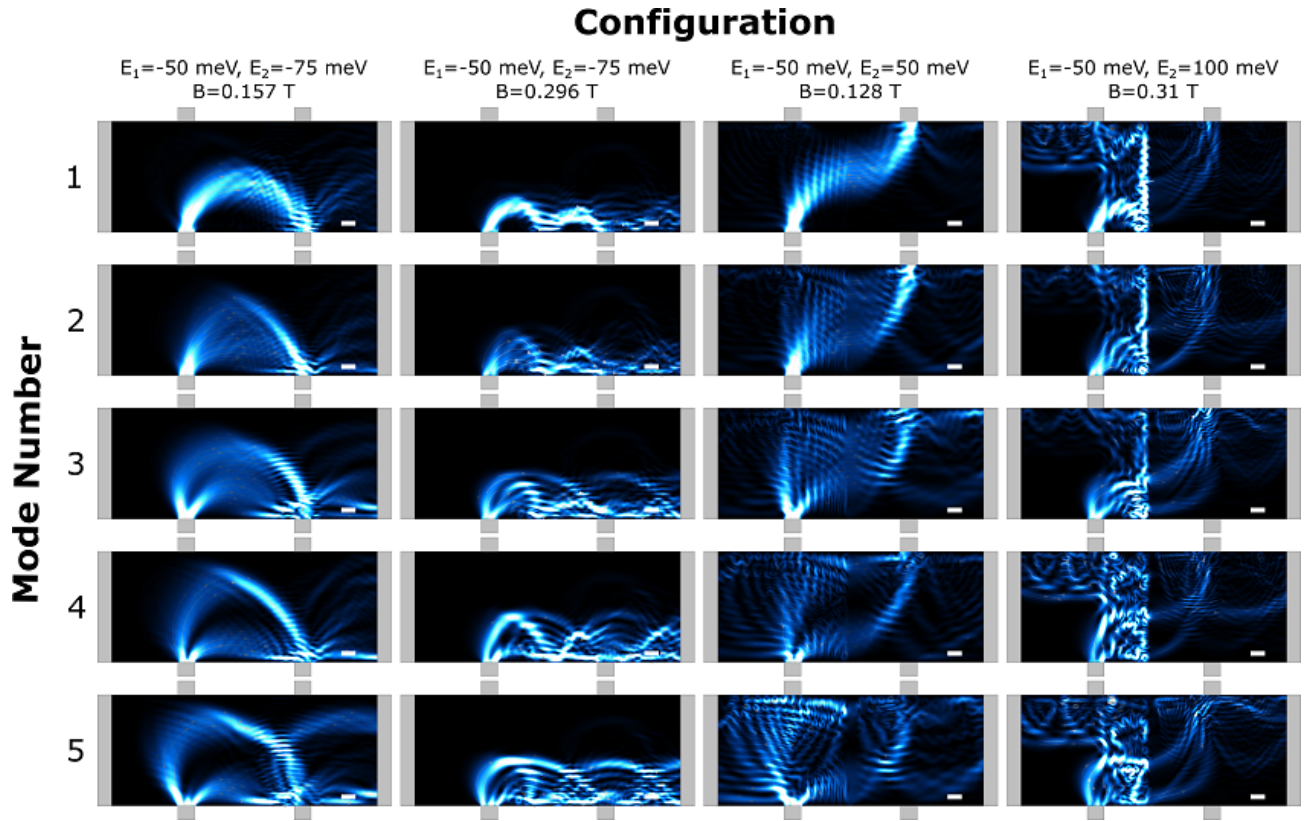 Configuration
E₁=-50 meV, E₂=-75 meV
B=0.157 T
E₁=-50 meV, E₂=-75 meV
B=0.296 T
E₁=-50 meV, E₂=50 meV
B=0.128 T
E₁=-50 meV, E₂=100 meV
B=0.31 T
Mode Number
1
2
3
4
5